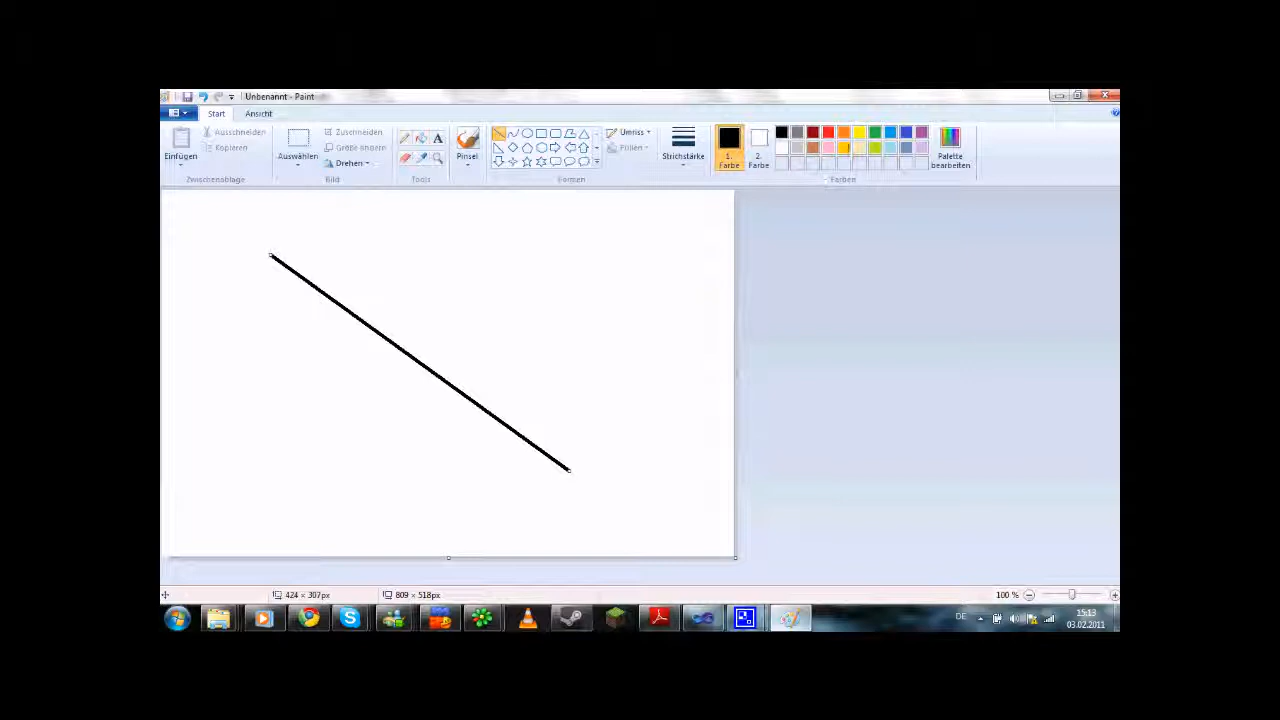 Unbenannt - Paint
Start Ansicht
Einfügen
Ausschneiden
Kopieren
Zwischenablage
Auswählen
Zuschneiden
Größe ändern
Drehen
Bild
A
Tools
Pinsel
Formen
Umriss
Füllen
Strichstärke
1. Farbe
2. Farbe
Palette bearbeiten
Farben
424 × 307px
809 × 518px
100 %
DE
15:13
03.02.2011